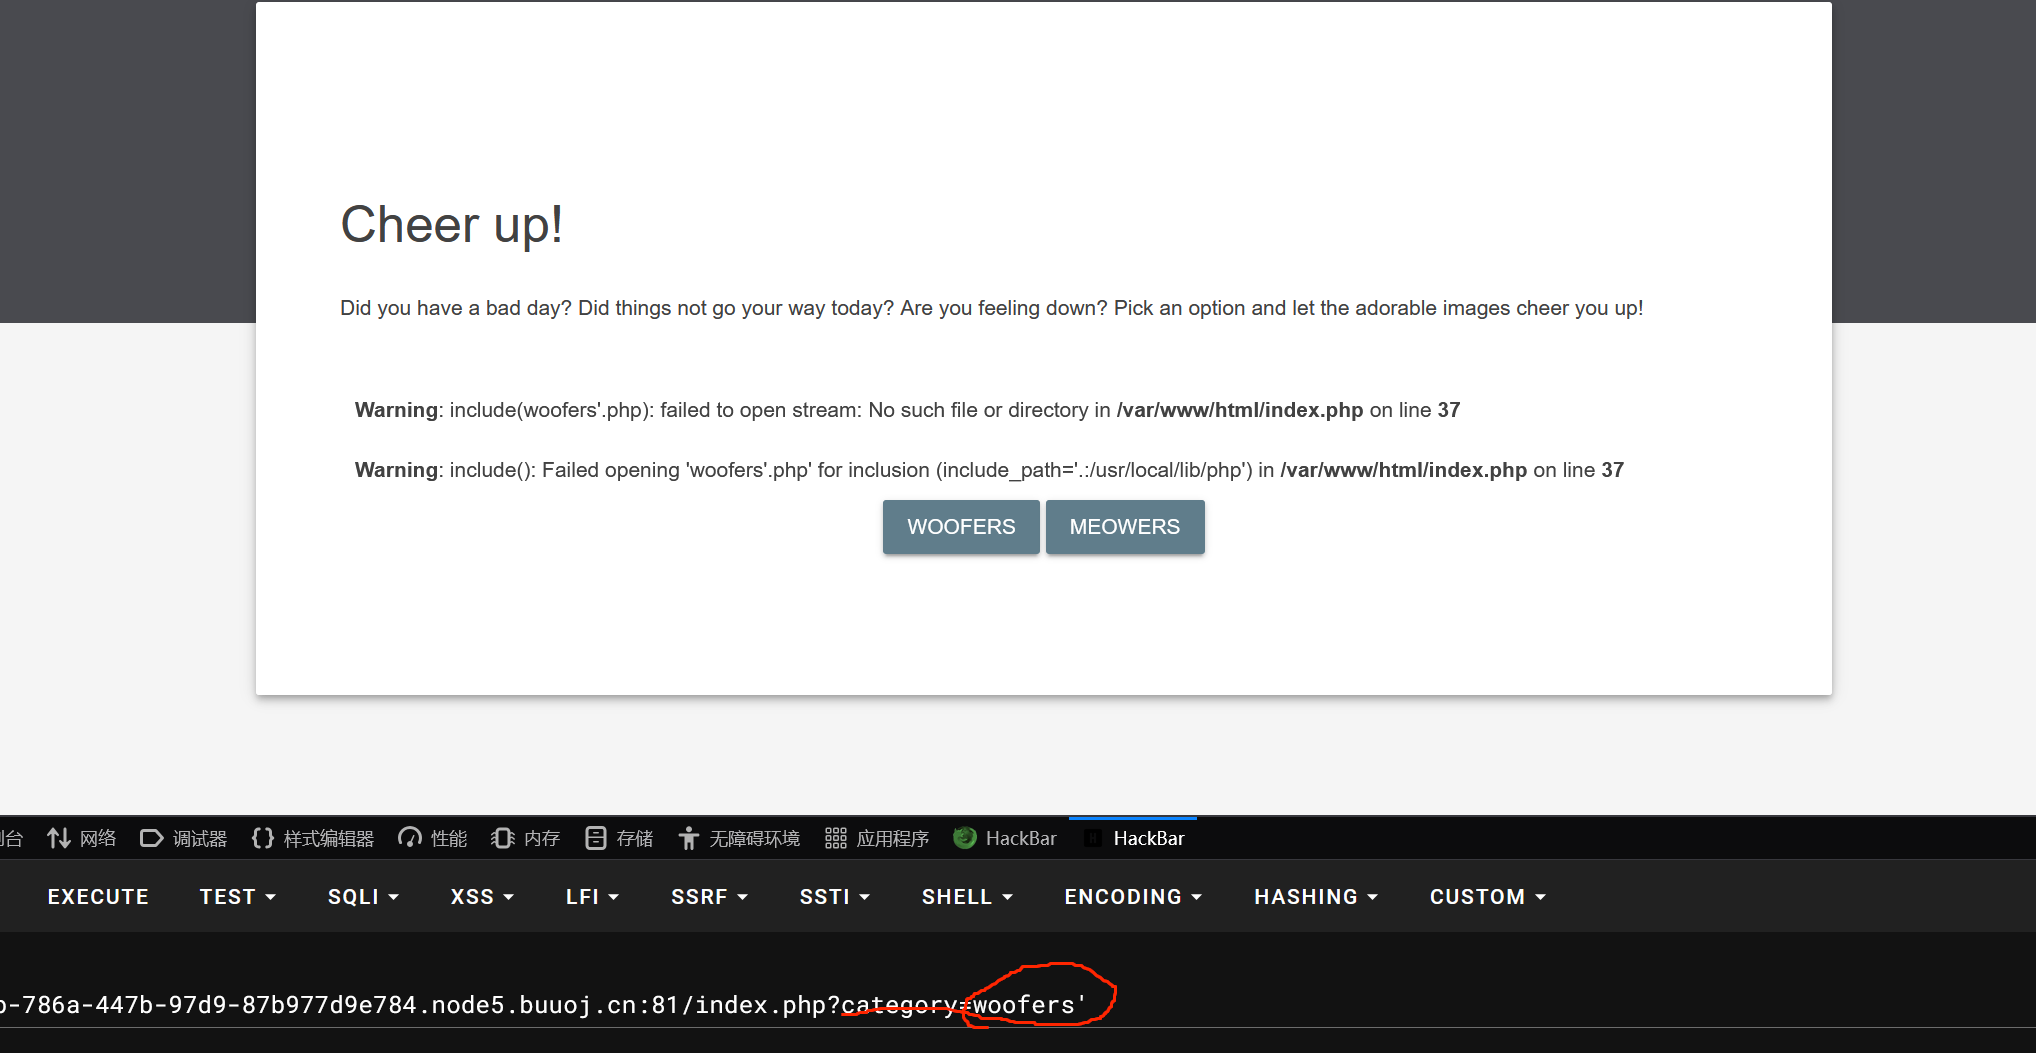 Cheer up!
Did you have a bad day? Did things not go your way today? Are you feeling down? Pick an option and let the adorable images cheer you up!
Warning: include(woofers'.php): failed to open stream: No such file or directory in /var/www/html/index.php on line 37
Warning: include(): Failed opening 'woofers'.php' for inclusion (include_path='.:/usr/local/lib/php') in /var/www/html/index.php on line 37
WOOFERS MEOWERS
台 网络 调试器 样式编辑器 性能 内存 存储 无障碍环境 应用程序 HackBar HackBar
EXECUTE TEST SQLI XSS LFI SSRF SSTI SHELL ENCODING HASHING CUSTOM
-786a-447b-97d9-87b977d9e784.node5.buuoj.cn:81/index.php?category=woofers'